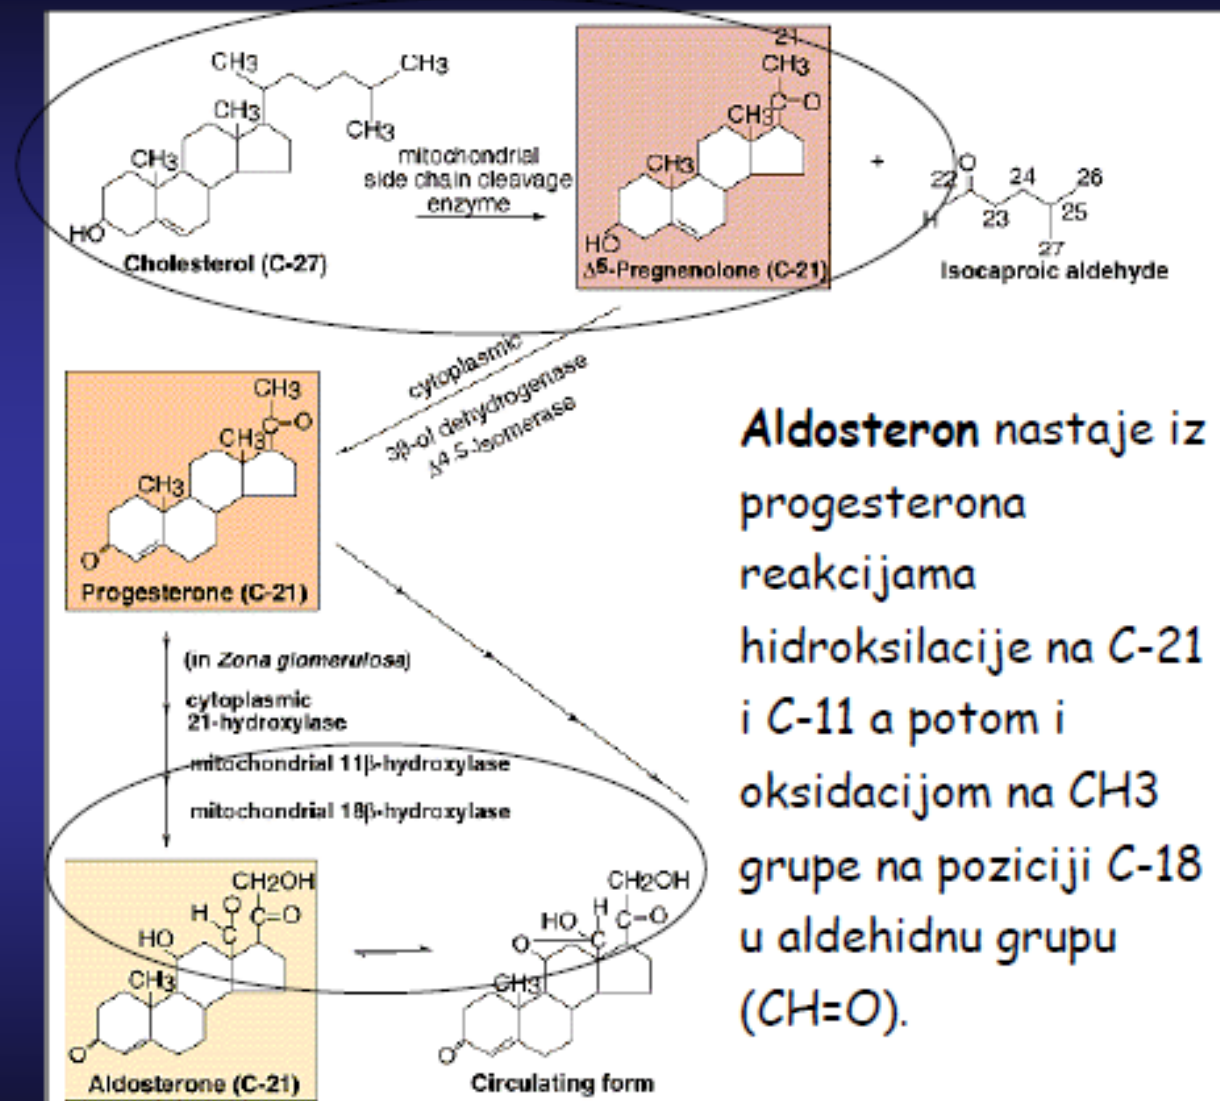 21
CH3
CH3
CH3
C=O
CH3
CH3
CH3
mitochondrial
side chain cleavage
enzyme
CH3
CH3
HO
HO
+
O
22
24
26
H
23
25
27
Cholesterol (C-27)
Δ5-Pregnenolone (C-21)
Isocaproic aldehyde
cytoplasmic
3β-ol dehydrogenase
Δ4,5-Isomerase
CH3
C=O
CH3
CH3
O
Progesterone (C-21)
(in Zona glomerulosa)
cytoplasmic
21-hydroxylase
mitochondrial 11β-hydroxylase
mitochondrial 18β-hydroxylase
CH2OH
H
O
C=O
C
HO
CH3
O
Aldosterone (C-21)
CH2OH
H
HO
C=O
O
C
CH3
O
Circulating form
Aldosteron nastaje iz
progesterona
reakcijama
hidroksilacije na C-21
i C-11 a potom i
oksidacijom na CH3
grupe na poziciji C-18
u aldehidnu grupu
(CH=O).